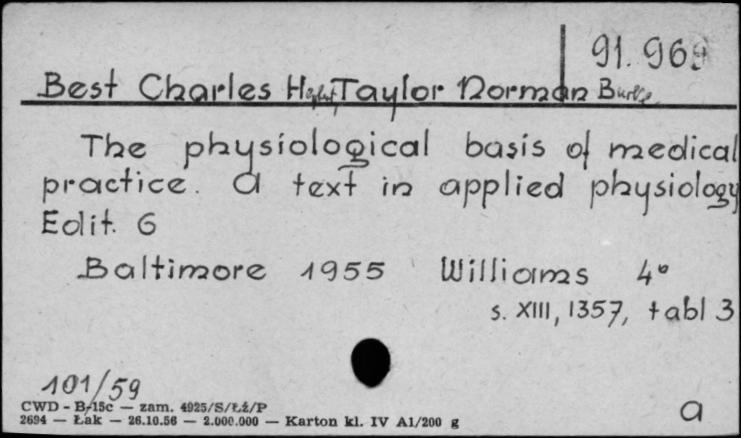 91.969
Best Charles Taylor Norman
The physiological basis of medical
practice. A text in applied physiology
Edit. 6
Baltimore 1955 Williams 4°
s. XIII, 1357, tabl 3
101/59
CWD - B-15c — zam. 4925/S/Łź/P
2694 — Łak — 26.10.56 — 2.000.000 — Karton kl. IV A1/200 g
a